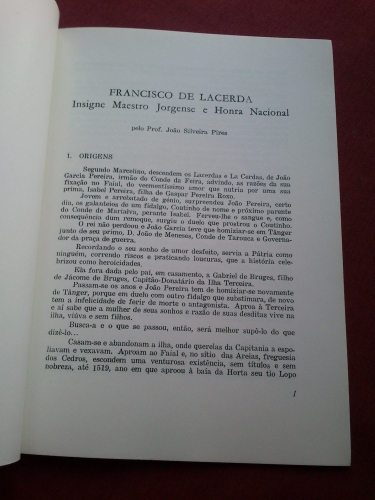 FRANCISCO DE LACERDA
Insigne Maestro Jorgense e Honra Nacional
pelo Prof. João Silveira Pires
1. ORIGENS
Segundo Marcelino, descendem os Lacerdas e La Cerdas, de João
Garcia Pereira, irmão do Conde da Feira, advindo, as razões da sua
fixação no Faial, do veementíssimo amor que nutria por uma sua
prima, Isabel Pereira, filha de Gaspar Pereira Rexo.
Jovem e arrebatado de génio, surpreendeu João Pereira, certo
dia, os galanteios de um fidalgo, Coutinho de nome e próximo parente
do Conde de Marialva, perante Isabel. Ferveu-lhe o sangue e, como
consequência dum remoque, surgiu o duelo que prostrou o Coutinho.
O rei não perdoou e João Garcia teve que homiziar-se em Tânger
junto de seu primo, D. João de Meneses, Conde de Tarouca e Governa-
dor da praça de guerra.
Recordando o seu sonho de amor desfeito, servia a Pátria como
ninguém, correndo riscos e praticando loucuras, que a história cele-
brizou como heroicidades.
Ela fora dada pelo pai, em casamento, a Gabriel de Bruges, filho
de Jácome de Bruges, Capitão-Donatário da Ilha Terceira.
Passam-se os anos e João Pereira tem de homiziar-se novamente
de Tânger, porque em duelo com outro fidalgo que substimara, de novo
tem a infelicidade de ferir de morte o antagonista. Aproa à Terceira
e aí sabe que a mulher de seus sonhos e razão de suas desditas vive na
ilha, viúva e sem filhos.
Busca-a e o que se passou, então, será melhor supô-lo do que
dizê-lo...
Casam-se e abandonam a ilha, onde querelas da Capitania a espo-
liavam e vexavam. Aproam ao Faial e, no sítio das Areias, freguesia
dos Cedros, escondem uma venturosa existência, sem títulos e sem
nobreza, até 1519, ano em que aproou à baía da Horta seu tio Lopo
1